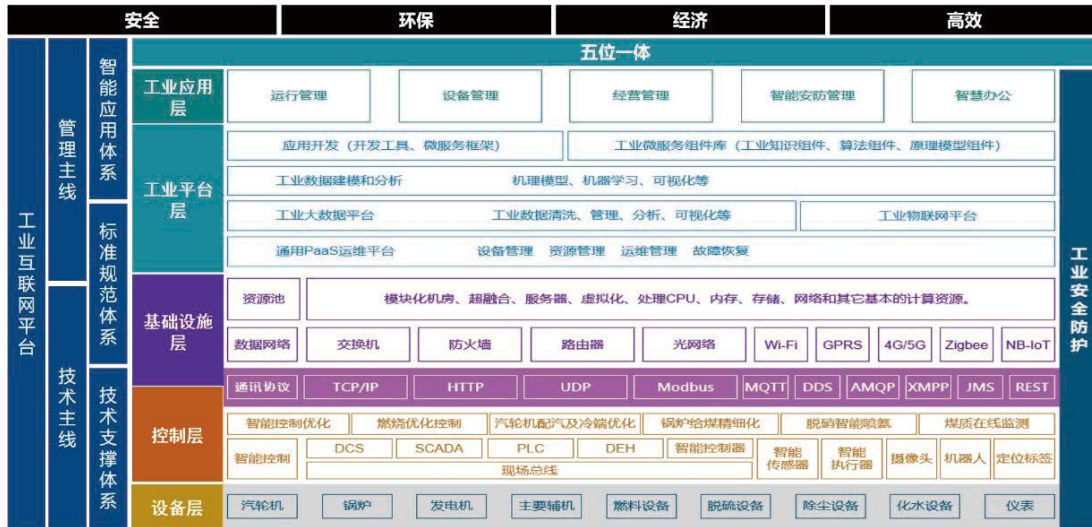 安全 环保 经济 高效
五位一体
工业互联网平台
管理主线
技术主线
智能应用体系
标准规范体系
技术支撑体系
工业应用层
运行管理 设备管理 经营管理 智能安防管理 智慧办公
工业平台层
应用开发（开发工具、微服务框架） 工业微服务组件库（工业知识组件、算法组件、原理模型组件）
工业数据建模和分析 机理模型、机器学习、可视化等
工业大数据平台 工业数据清洗、管理、分析、可视化等 工业物联网平台
通用PaaS运维平台 设备管理 资源管理 运维管理 故障恢复
基础设施层
资源池 模块化机房、超融合、服务器、虚拟化、处理CPU、内存、存储、网络和其它基本的计算资源。
数据网络 交换机 防火墙 路由器 光网络 Wi-Fi GPRS 4G/5G Zigbee NB-IoT
通讯协议 TCP/IP HTTP UDP Modbus MQTT DDS AMQP XMPP JMS REST
控制层
智能控制优化 燃烧优化控制 汽轮机配汽及冷端优化 锅炉给煤精细化 脱码智能喷氨 煤质在线监测
智能控制 DCS SCADA PLC DEH 智能控制器 智能传感器 智能执行器 摄像头 机器人 定位标签
现场总线
设备层
汽轮机 锅炉 发电机 主要辅机 燃料设备 脱硫设备 除尘设备 化水设备 仪表
工业安全防护